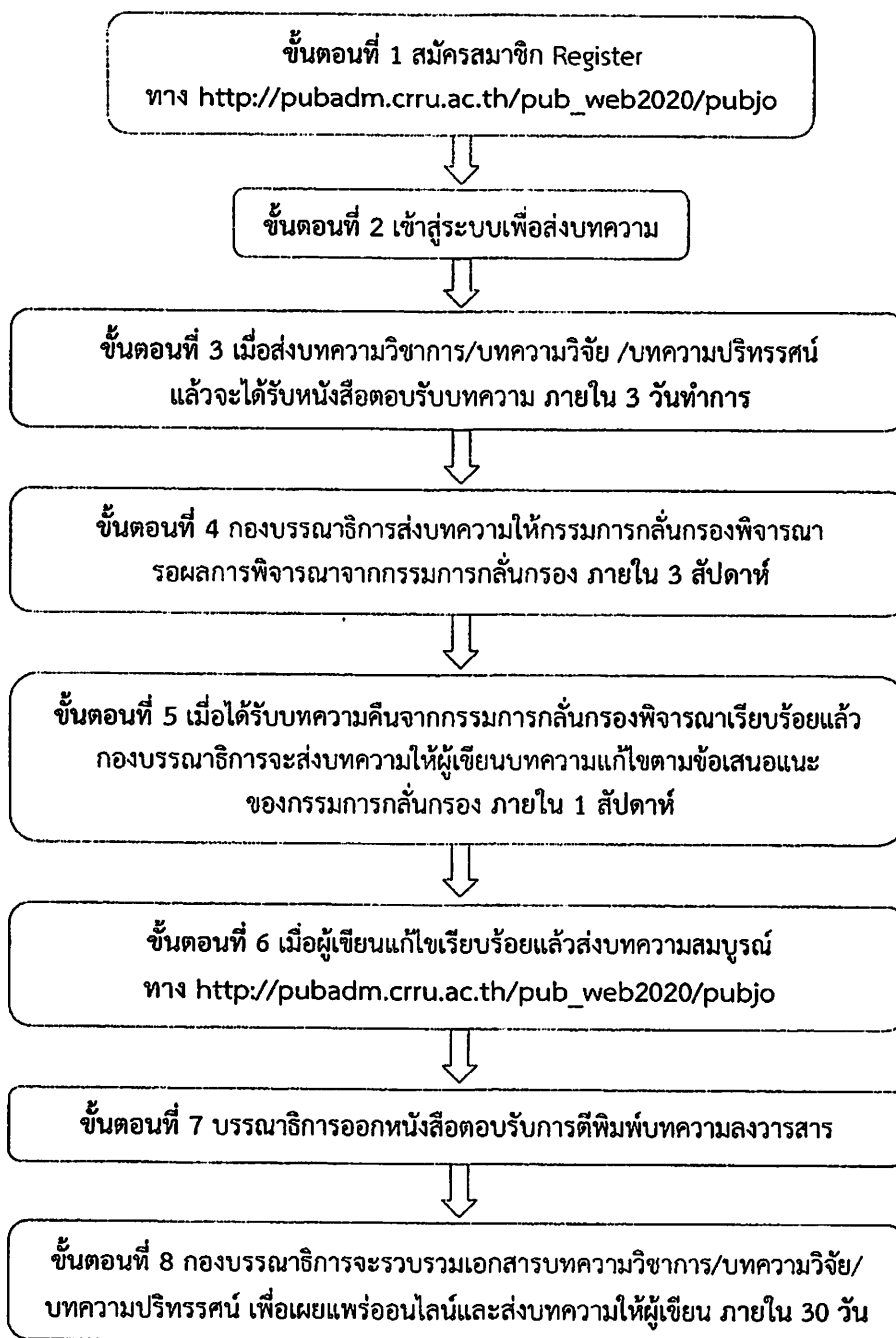 ขั้นตอนที่ 1 สมัครสมาชิก Register
ทาง http://pubadm.crru.ac.th/pub_web2020/pubjo
ขั้นตอนที่ 2 เข้าสู่ระบบเพื่อส่งบทความ
ขั้นตอนที่ 3 เมื่อส่งบทความวิชาการ/บทความวิจัย /บทความปริทรรศน์
แล้วจะได้รับหนังสือตอบรับบทความ ภายใน 3 วันทำการ
ขั้นตอนที่ 4 กองบรรณาธิการส่งบทความให้กรรมการกลั่นกรองพิจารณา
รอผลการพิจารณาจากกรรมการกลั่นกรอง ภายใน 3 สัปดาห์
ขั้นตอนที่ 5 เมื่อได้รับบทความคืนจากกรรมการกลั่นกรองพิจารณาเรียบร้อยแล้ว
กองบรรณาธิการจะส่งบทความให้ผู้เขียนบทความแก้ไขตามข้อเสนอแนะ
ของกรรมการกลั่นกรอง ภายใน 1 สัปดาห์
ขั้นตอนที่ 6 เมื่อผู้เขียนแก้ไขเรียบร้อยแล้วส่งบทความสมบูรณ์
ทาง http://pubadm.crru.ac.th/pub_web2020/pubjo
ขั้นตอนที่ 7 บรรณาธิการออกหนังสือตอบรับการตีพิมพ์บทความลงวารสาร
ขั้นตอนที่ 8 กองบรรณาธิการจะรวบรวมเอกสารบทความวิชาการ/บทความวิจัย/
บทความปริทรรศน์ เพื่อเผยแพร่ออนไลน์และส่งบทความให้ผู้เขียน ภายใน 30 วัน